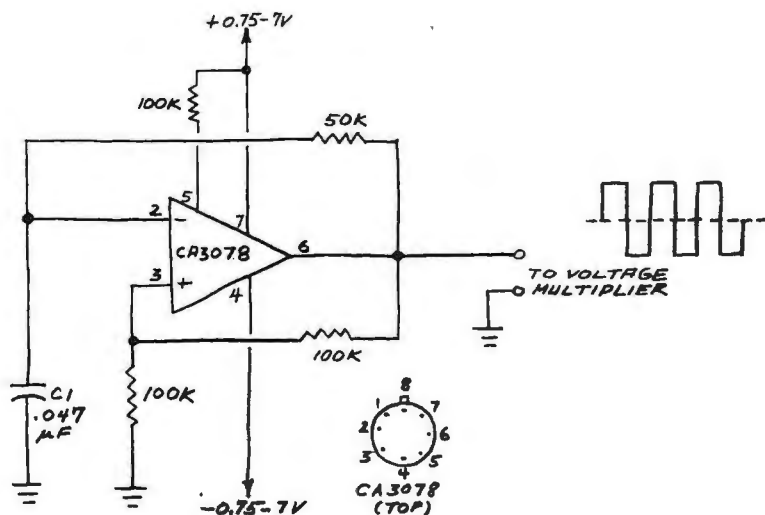 +0.75-7V
100K
50K
5
2
-
7
CA3078
6
3
+
4
TO VOLTAGE
MULTIPLIER
100K
100K
C1
.047
µF
8
1
7
2
6
3
5
4
CA3078
(TOP)
-0.75-7V